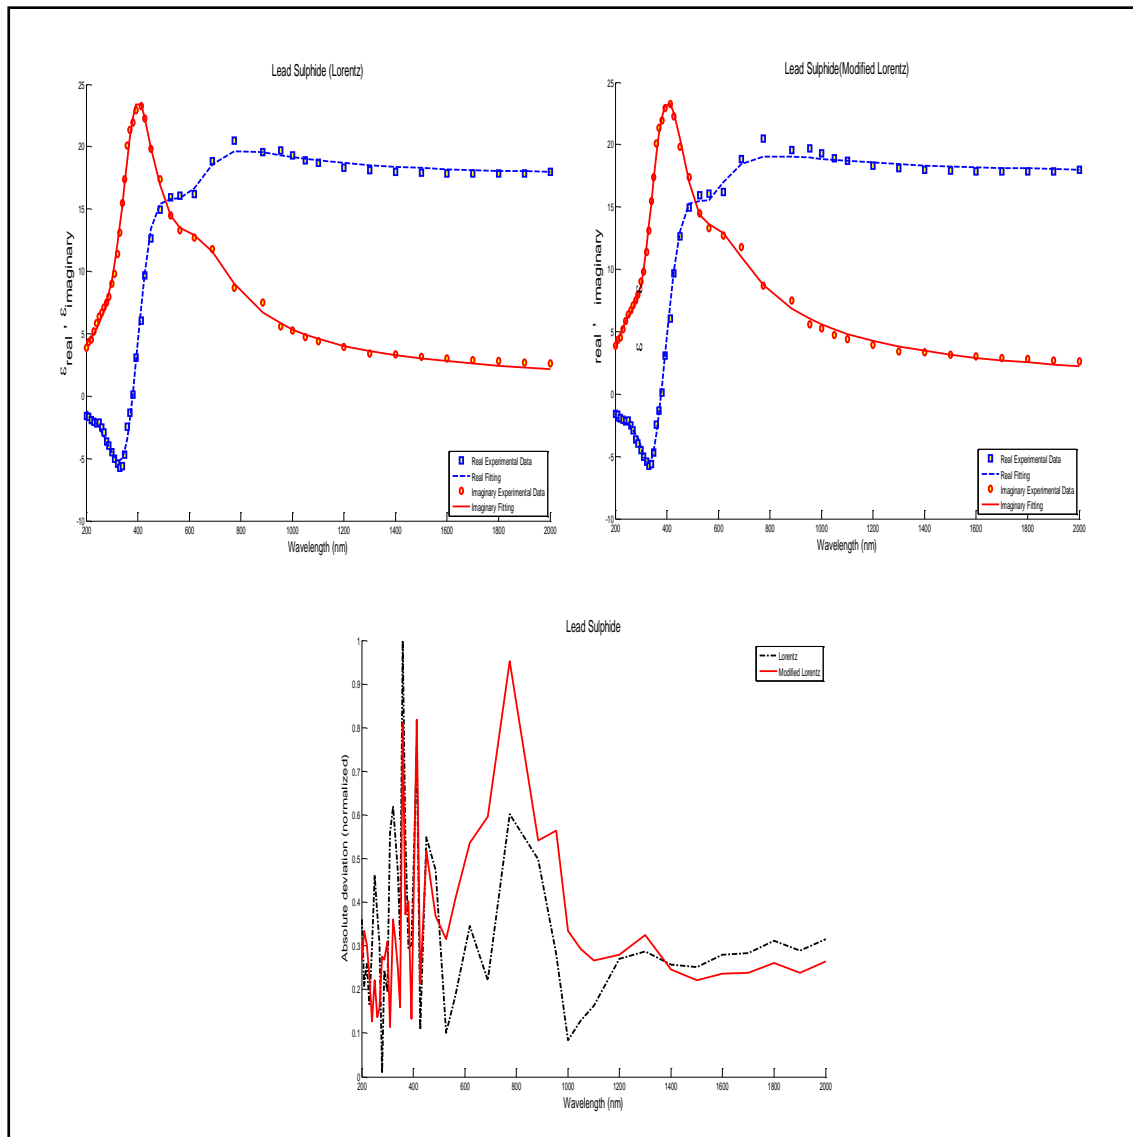 Lead Sulphide (Lorentz)
25
20
15
10
5
0
-5
-10
200 400 600 800 1000 1200 1400 1600 1800 2000
Wavelength (nm)
ε real , ε imaginary
Real Experimental Data
Real Fitting
Imaginary Experimental Data
Imaginary Fitting
Lead Sulphide(Modified Lorentz)
25
20
15
10
5
0
-5
-10
200 400 600 800 1000 1200 1400 1600 1800 2000
Wavelength (nm)
real , imaginary
ε
ε
Real Experimental Data
Real Fitting
Imaginary Experimental Data
Imaginary Fitting
Lead Sulphide
1
0.9
0.8
0.7
0.6
0.5
0.4
0.3
0.2
0.1
0
200 400 600 800 1000 1200 1400 1600 1800 2000
Wavelength (nm)
Absolute deviation (normalized)
Lorentz
Modified Lorentz